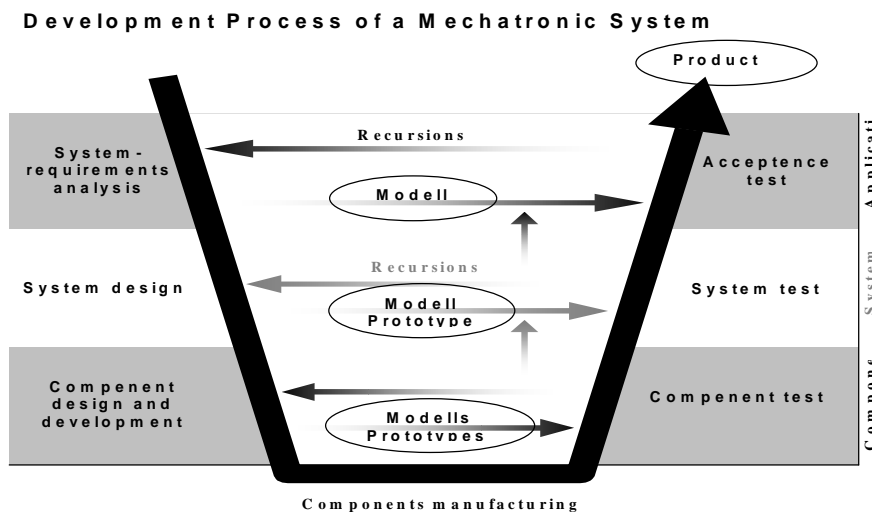 Development Process of a Mechatronic System
Product
Recursions
System-
requirements
analysis
Acceptence
test
Modell
Recursions
System design
System test
Modell
Prototype
Compenent
design and
development
Compenent test
Modells
Prototypes
Components manufacturing
System